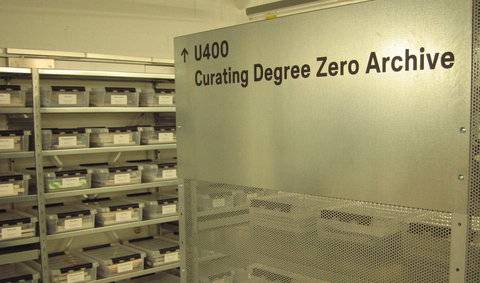 ↑ U400
Curating Degree Zero Archive